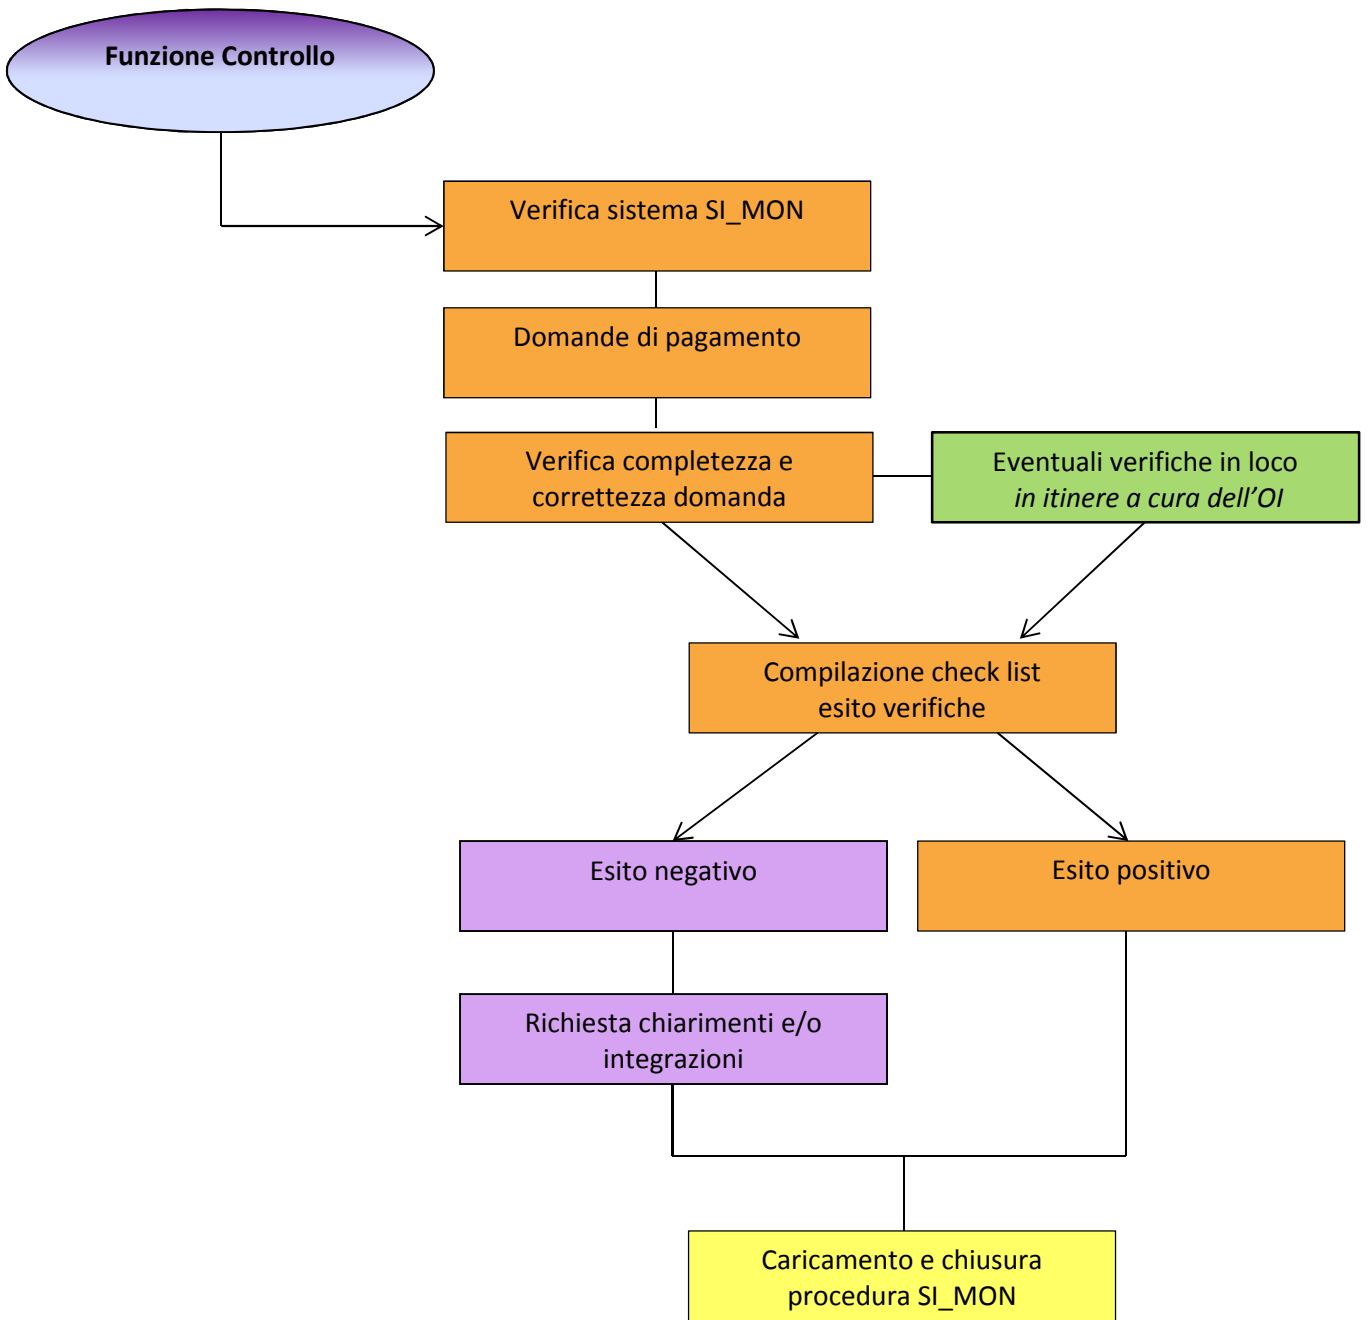 Funzione Controllo
Verifica sistema SI_MON
Domande di pagamento
Verifica completezza e
correttezza domanda
Eventuali verifiche in loco
in itinere a cura dell’OI
Compilazione check list
esito verifiche
Esito negativo
Esito positivo
Richiesta chiarimenti e/o
integrazioni
Caricamento e chiusura
procedura SI_MON